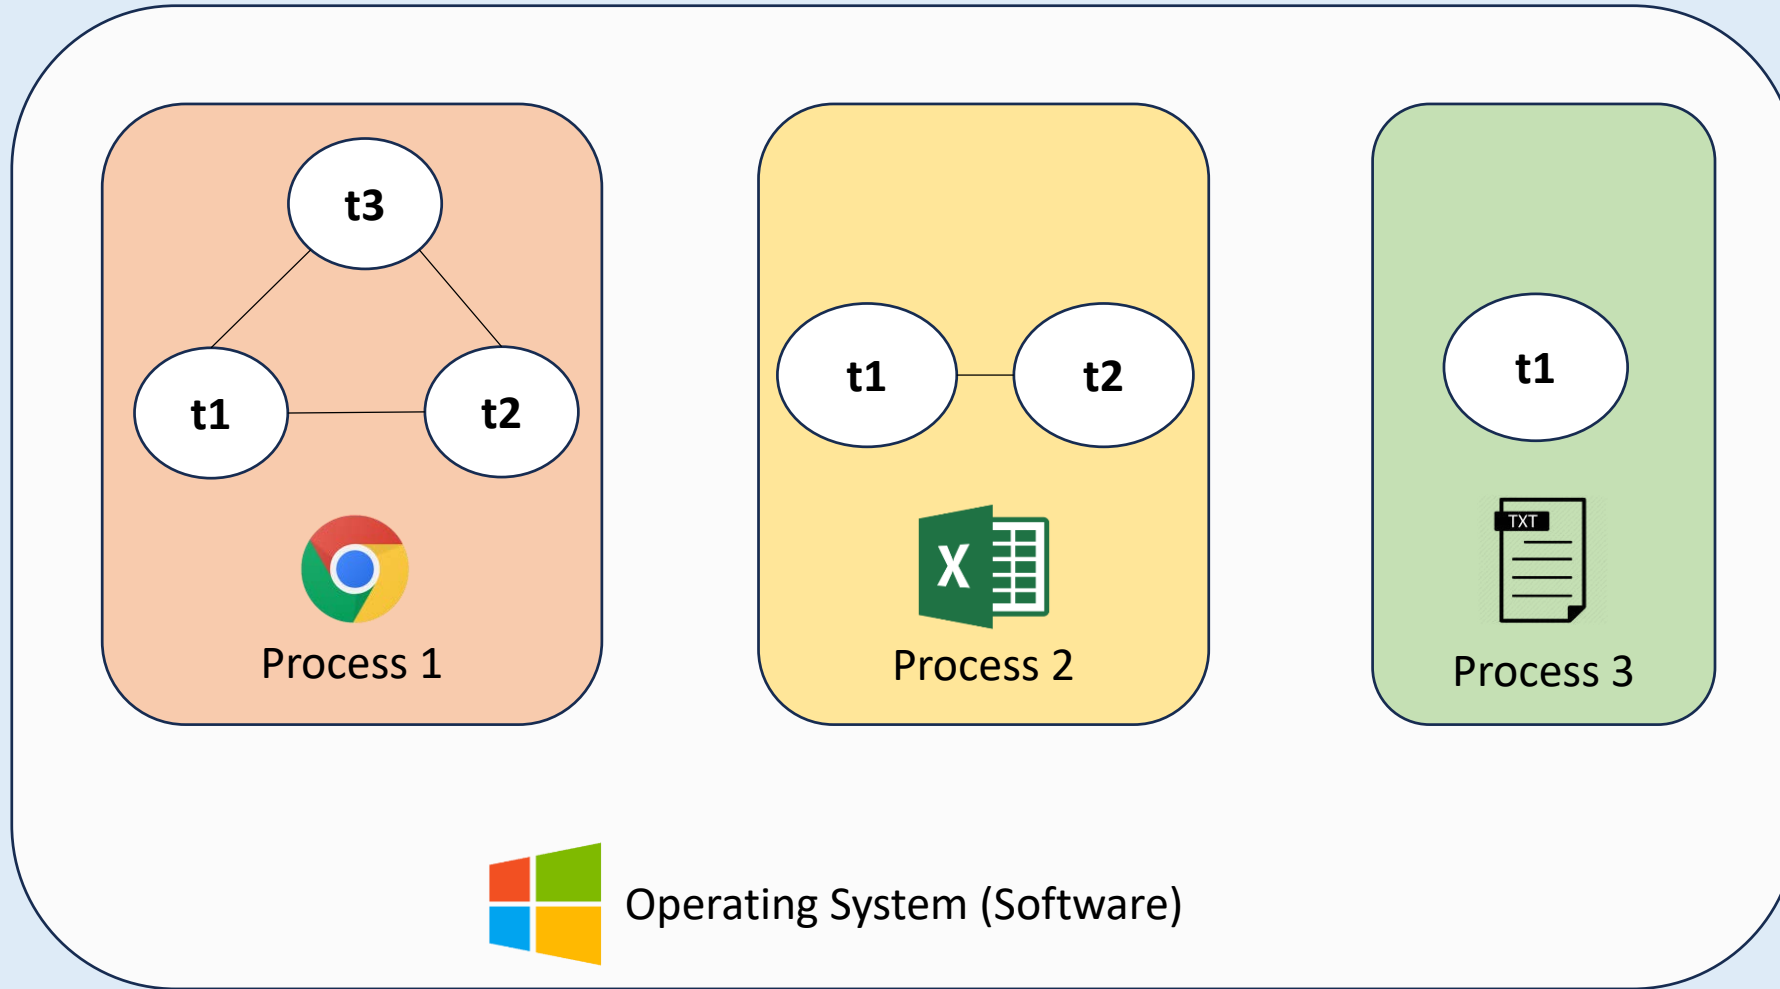 t3
t1
t2
Process 1
t1
t2
X
Process 2
t1
TXT
Process 3
Operating System (Software)